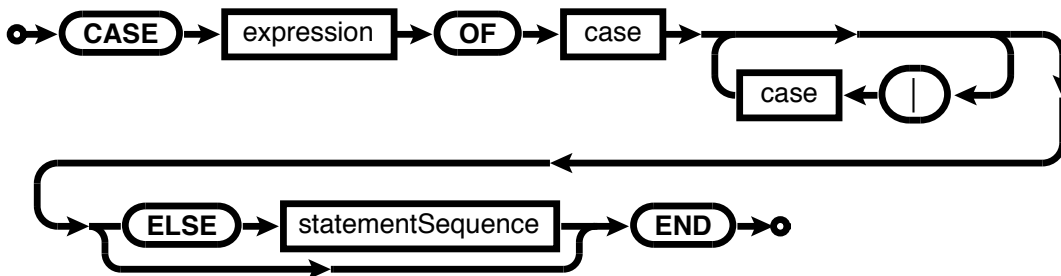 CASE expression OF case
case |
ELSE statementSequence END